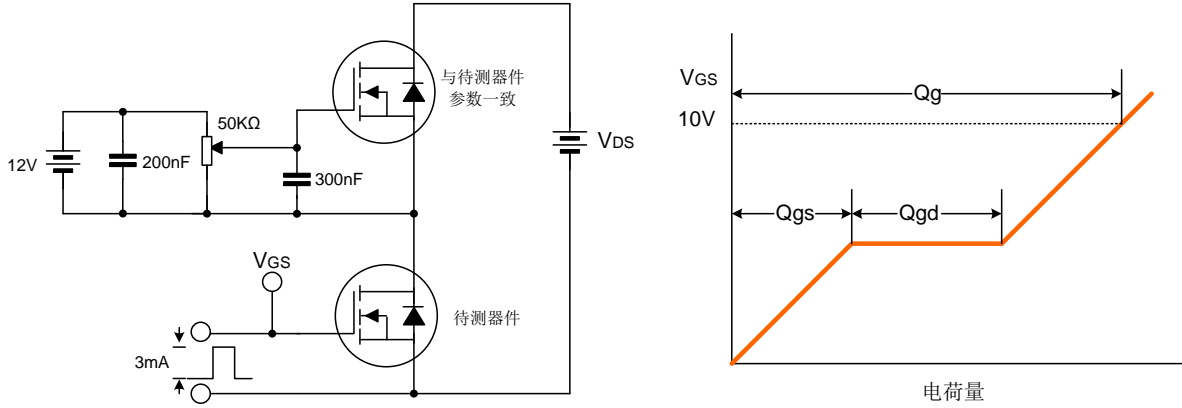 与待测器件
参数一致
50KΩ
12V
200nF
300nF
VDS
VGS
待测器件
3mA
VGS
Qg
10V
Qgs
Qgd
电荷量